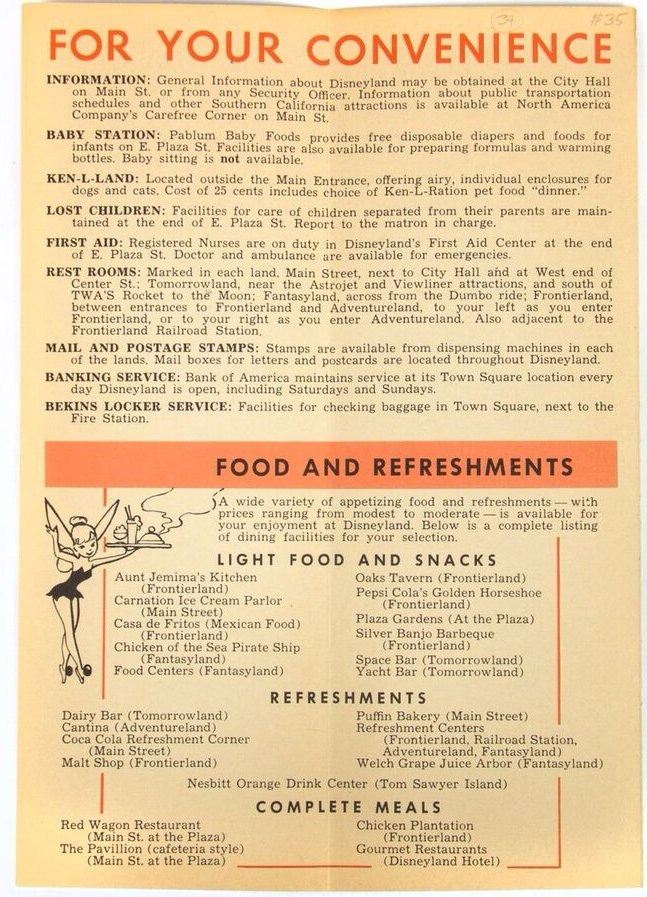 34
#35
FOR YOUR CONVENIENCE
INFORMATION: General Information about Disneyland may be obtained at the City Hall
on Main St. or from any Security Officer. Information about public transportation
schedules and other Southern California attractions is available at North America
Company's Carefree Corner on Main St.
BABY STATION: Pablum Baby Foods provides free disposable diapers and foods for
infants on E. Plaza St. Facilities are also available for preparing formulas and warming
bottles. Baby sitting is not available.
KEN-L-LAND: Located outside the Main Entrance, offering airy, individual enclosures for
dogs and cats. Cost of 25 cents includes choice of Ken-L-Ration pet food "dinner."
LOST CHILDREN: Facilities for care of children separated from their parents are main-
tained at the end of E. Plaza St. Report to the matron in charge.
FIRST AID: Registered Nurses are on duty in Disneyland's First Aid Center at the end
of E. Plaza St. Doctor and ambulance are available for emergencies.
REST ROOMS: Marked in each land. Main Street, next to City Hall and at West end of
Center St.; Tomorrowland, near the Astrojet and Viewliner attractions, and south of
TWA'S Rocket to the Moon; Fantasyland, across from the Dumbo ride; Frontierland,
between entrances to Frontierland and Adventureland, to your left as you enter
Frontierland, or to your right as you enter Adventureland. Also adjacent to the
Frontierland Railroad Station.
MAIL AND POSTAGE STAMPS: Stamps are available from dispensing machines in each
of the lands. Mail boxes for letters and postcards are located throughout Disneyland.
BANKING SERVICE: Bank of America maintains service at its Town Square location every
day Disneyland is open, including Saturdays and Sundays.
BEKINS LOCKER SERVICE: Facilities for checking baggage in Town Square, next to the
Fire Station.
FOOD AND REFRESHMENTS
A wide variety of appetizing food and refreshments — with
prices ranging from modest to moderate — is available for
your enjoyment at Disneyland. Below is a complete listing
of dining facilities for your selection.
LIGHT FOOD AND SNACKS
Aunt Jemima's Kitchen
(Frontierland)
Carnation Ice Cream Parlor
(Main Street)
Casa de Fritos (Mexican Food)
(Frontierland)
Chicken of the Sea Pirate Ship
(Fantasyland)
Food Centers (Fantasyland)
Oaks Tavern (Frontierland)
Pepsi Cola's Golden Horseshoe
(Frontierland)
Plaza Gardens (At the Plaza)
Silver Banjo Barbeque
(Frontierland)
Space Bar (Tomorrowland)
Yacht Bar (Tomorrowland)
REFRESHMENTS
Dairy Bar (Tomorrowland)
Cantina (Adventureland)
Coca Cola Refreshment Corner
(Main Street)
Malt Shop (Frontierland)
Puffin Bakery (Main Street)
Refreshment Centers
(Frontierland, Railroad Station,
Adventureland, Fantasyland)
Welch Grape Juice Arbor (Fantasyland)
Nesbitt Orange Drink Center (Tom Sawyer Island)
COMPLETE MEALS
Red Wagon Restaurant
(Main St. at the Plaza)
The Pavillion (cafeteria style)
(Main St. at the Plaza)
Chicken Plantation
(Frontierland)
Gourmet Restaurants
(Disneyland Hotel)